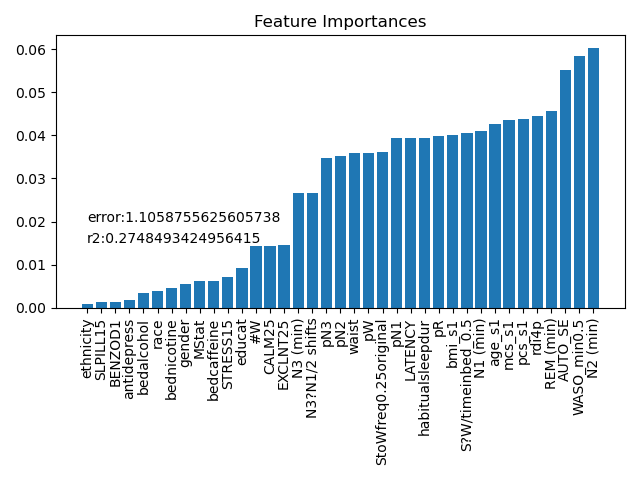 Feature Importances
0.06
0.05
0.04
0.03
0.02
0.01
0.00
error:1.1058755625605738
r2:0.2748493424956415
ethnicity
SLPILL15
BENZOD1
antidepress
bedalcohol
race
bednicotine
gender
MStat
bedcaffeine
STRESS15
educat
#W
CALM25
EXCLNT25
N3 (min)
N3?N1/2 shifts
pN3
pN2
waist
pW
StoWfreq0.25original
pN1
LATENCY
habitualsleepdur
pR
bmi_s1
S?W/timeinbed_0.5
N1 (min)
age_s1
mcs_s1
pcs_s1
rdi4p
REM (min)
AUTO_SE
WASO_min0.5
N2 (min)